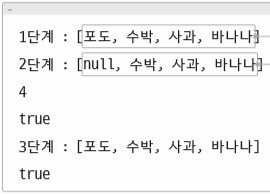 1단계 : [포도, 수박, 사과, 바나나]
2단계 : [null, 수박, 사과, 바나나]
4
true
3단계 : [포도, 수박, 사과, 바나나]
true